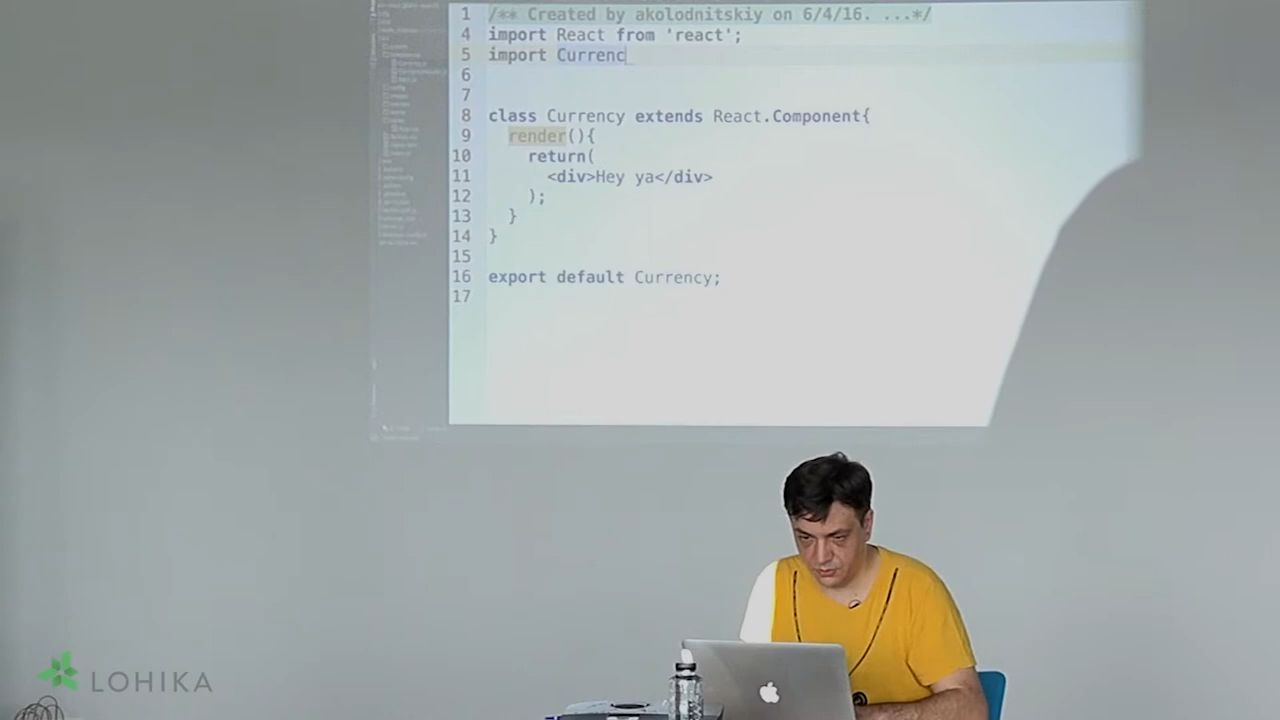 1 /** Created by akolodnitskiy on 6/4/16. ...*/
4 import React from 'react';
5 import Currenc
6
7
8 class Currency extends React.Component{
9 render(){
10 return(
11 <div>Hey ya</div>
12 );
13 }
14 }
15
16 export default Currency;
17
LOHIKA